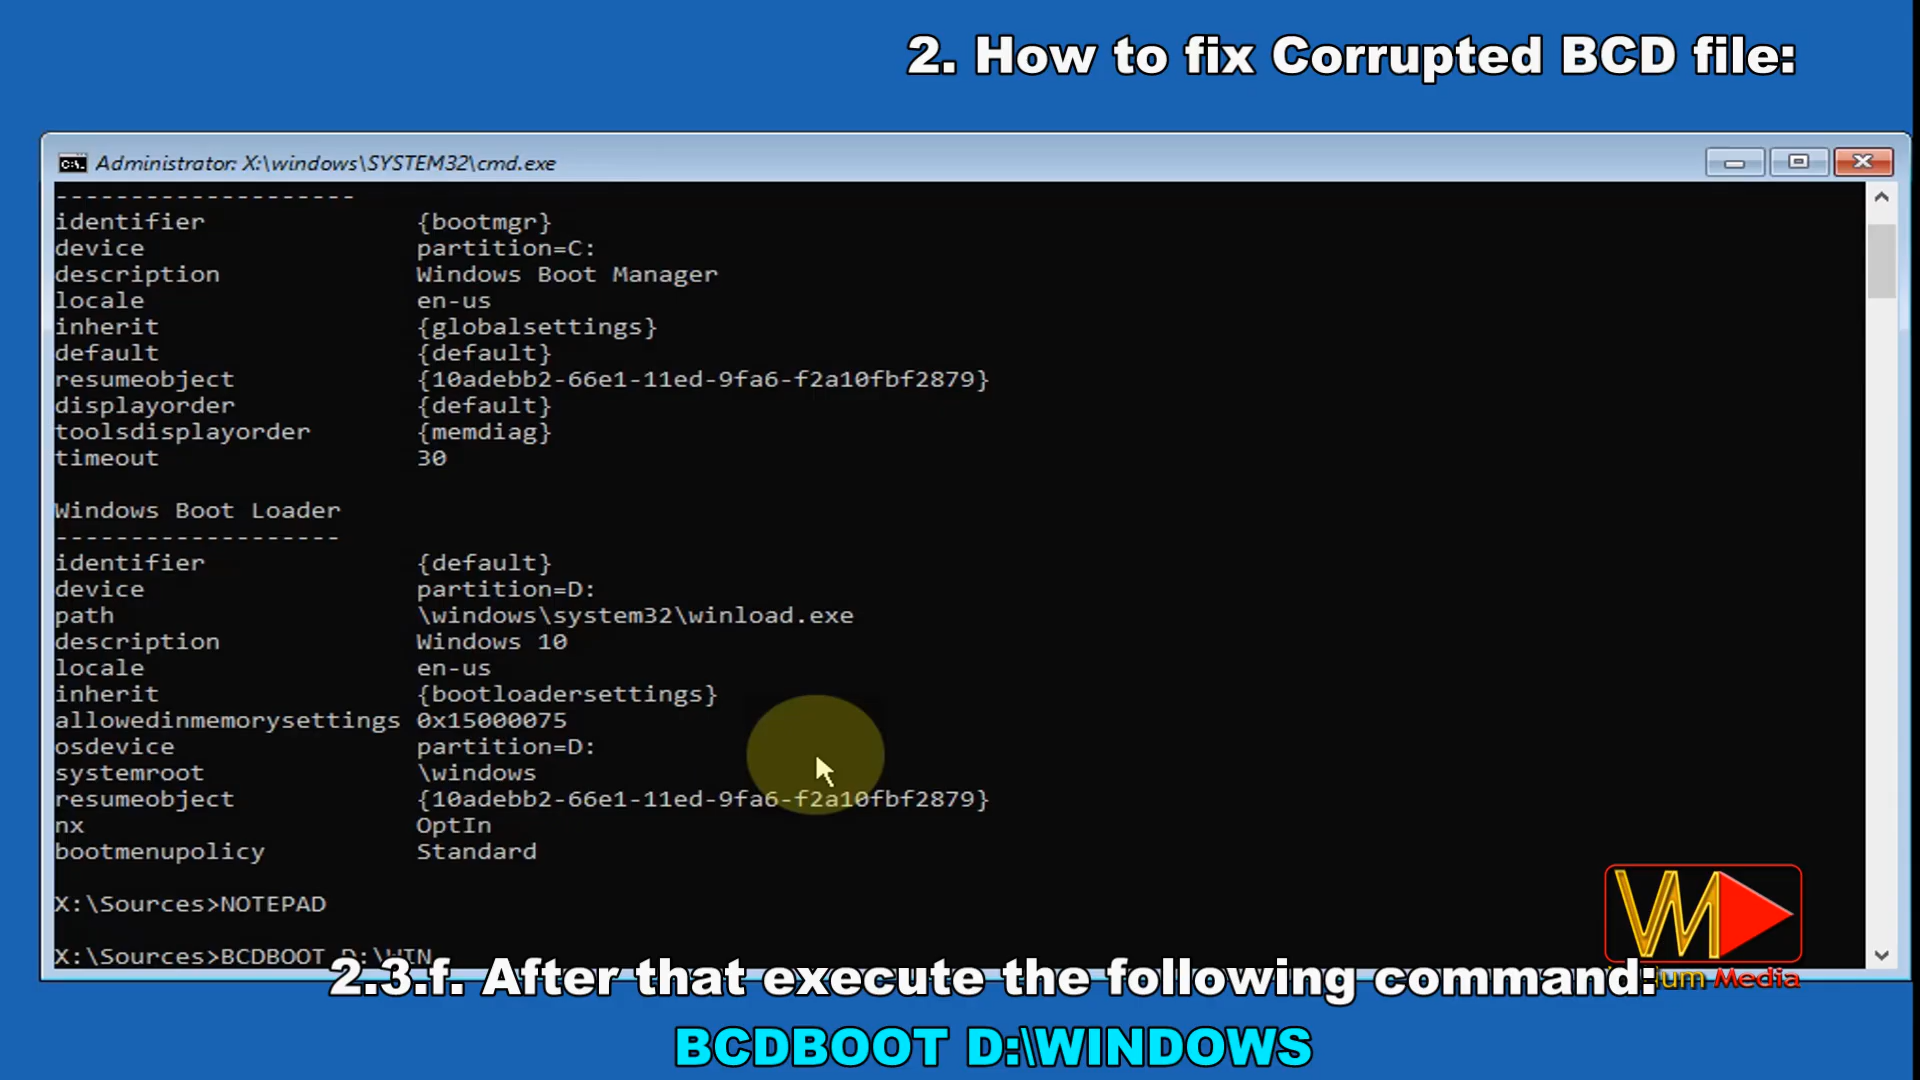 2. How to fix Corrupted BCD file:
Administrator: X:\windows\SYSTEM32\cmd.exe
--------------------
identifier {bootmgr}
device partition=C:
description Windows Boot Manager
locale en-us
inherit {globalsettings}
default {default}
resumeobject {10adebb2-66e1-11ed-9fa6-f2a10fbf2879}
displayorder {default}
toolsdisplayorder {memdiag}
timeout 30
Windows Boot Loader
-------------------
identifier {default}
device partition=D:
path \windows\system32\winload.exe
description Windows 10
locale en-us
inherit {bootloadersettings}
allowedinmemorysettings 0x15000075
osdevice partition=D:
systemroot \windows
resumeobject {10adebb2-66e1-11ed-9fa6-f2a10fbf2879}
nx OptIn
bootmenupolicy Standard
X:\Sources>NOTEPAD
X:\Sources>BCDBOOT D:\WIN
VM
Media
2.3.f. After that execute the following command:
BCDBOOT D:\WINDOWS